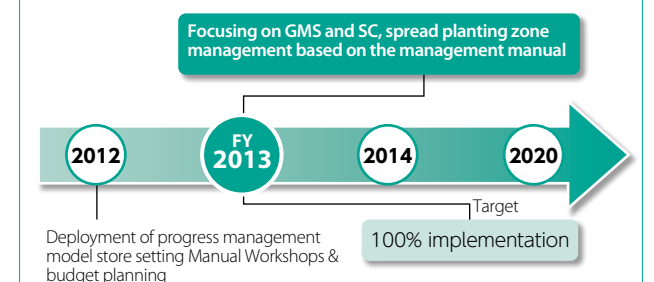 Focusing on GMS and SC, spread planting zone
management based on the management manual
2012
FY
2013
2014
2020
Target
100% implementation
Deployment of progress management
model store setting Manual Workshops &
budget planning